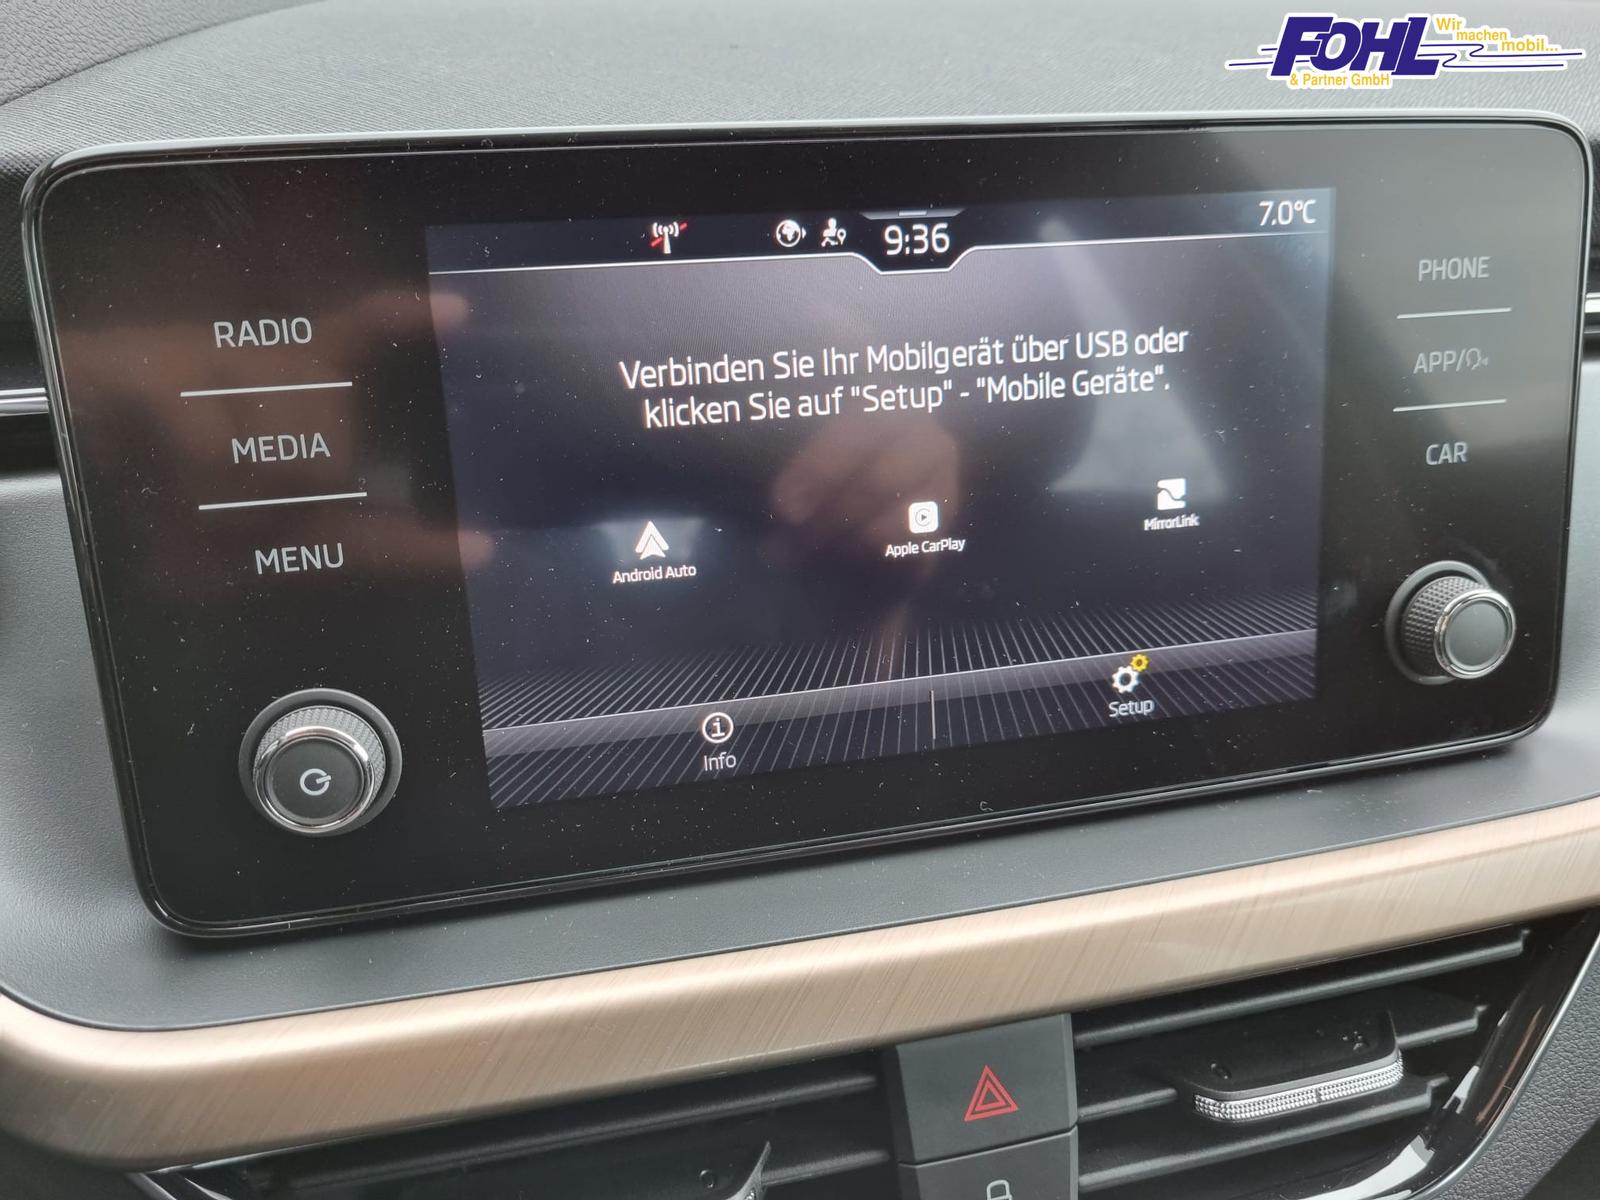 FOHL
Wir
machen
mobil...
& Partner GmbH
9:36
7.0°C
RADIO
MEDIA
MENU
PHONE
APP/
CAR
Verbinden Sie Ihr Mobilgerät über USB oder
klicken Sie auf "Setup" - "Mobile Geräte".
Android Auto
Apple CarPlay
MirrorLink
Info
Setup